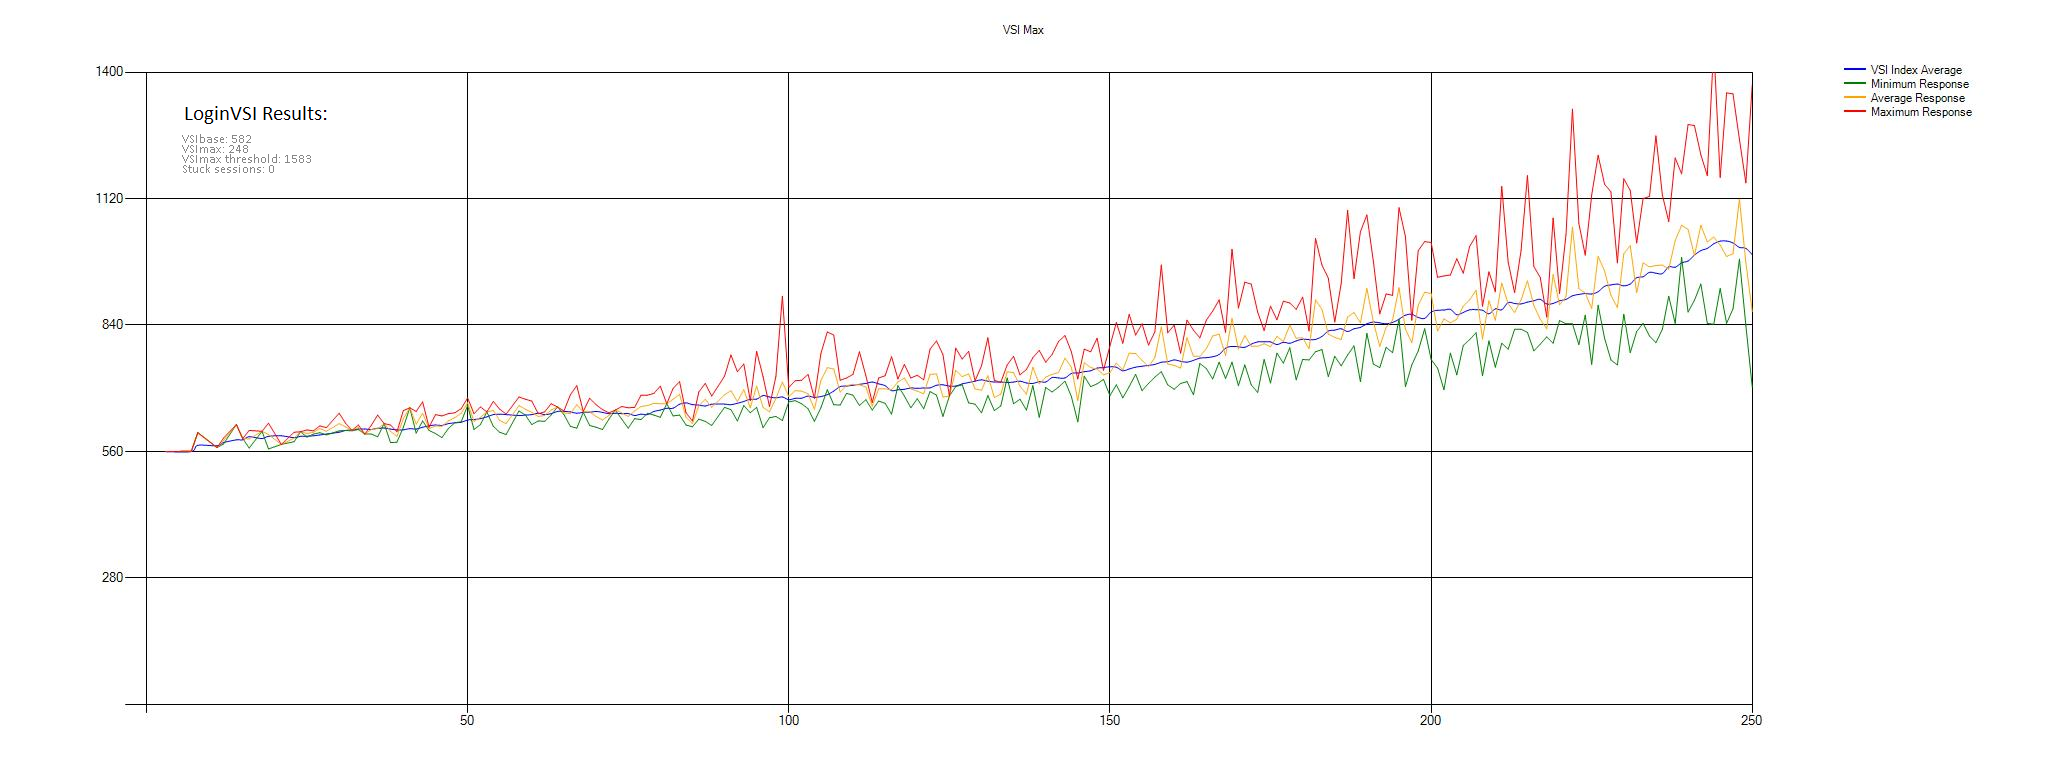 VSI Max
1400
1120
840
560
280
50
100
150
200
250
LoginVSI Results:
VSIbase: 582
VSImax: 248
VSImax threshold: 1583
Stuck sessions: 0
VSI Index Average
Minimum Response
Average Response
Maximum Response